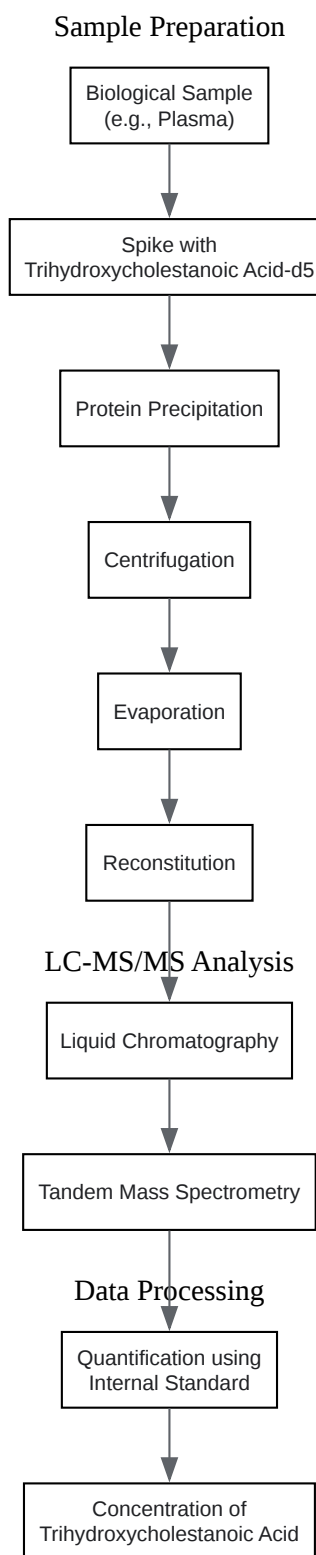 Sample Preparation
Biological Sample
(e.g., Plasma)
Spike with
Trihydroxycholestanoic Acid-d5
Protein Precipitation
Centrifugation
Evaporation
Reconstitution
LC-MS/MS Analysis
Liquid Chromatography
Tandem Mass Spectrometry
Data Processing
Quantification using
Internal Standard
Concentration of
Trihydroxycholestanoic Acid